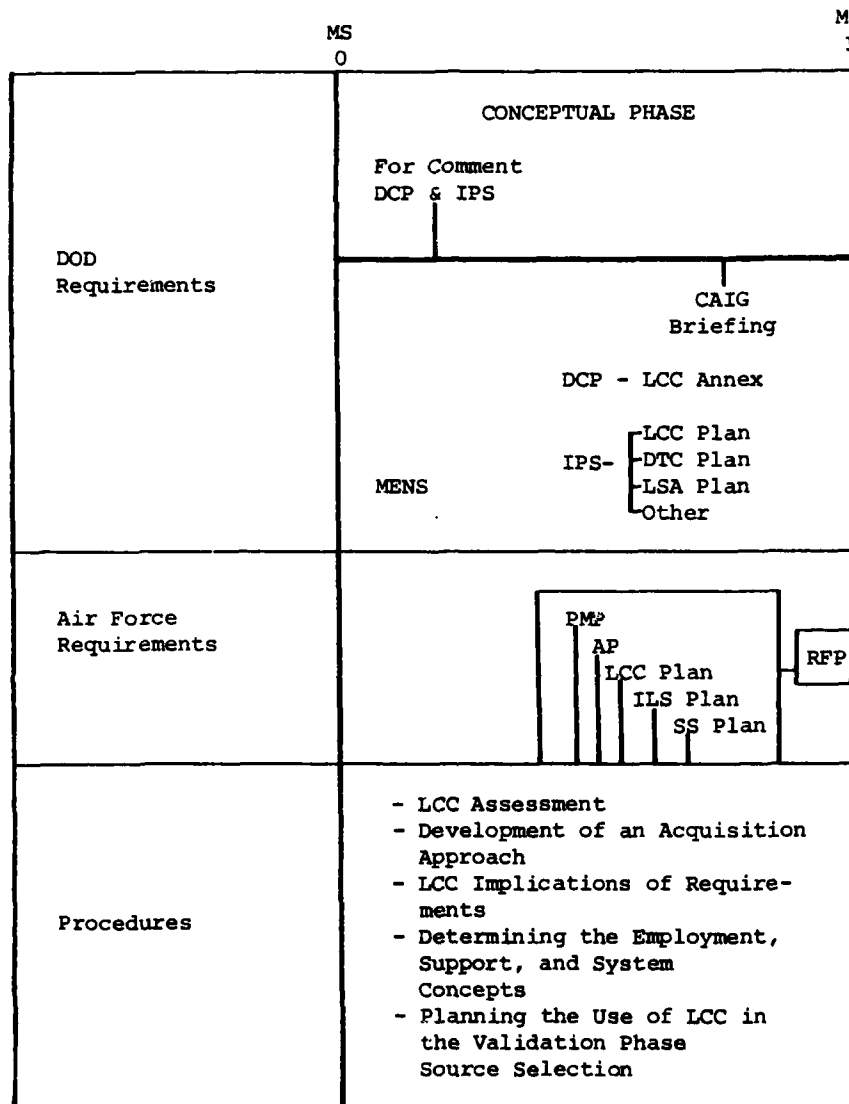 MS
0
M
CONCEPTUAL PHASE
For Comment
DCP & IPS
DOD
Requirements
CAIG
Briefing
DCP - LCC Annex
IPS-
LCC Plan
DTC Plan
LSA Plan
Other
MENS
Air Force
Requirements
PMP
AP
LCC Plan
ILS Plan
SS Plan
RFP
Procedures
- LCC Assessment
- Development of an Acquisition
Approach
- LCC Implications of Require-
ments
- Determining the Employment,
Support, and System
Concepts
- Planning the Use of LCC in
the Validation Phase
Source Selection